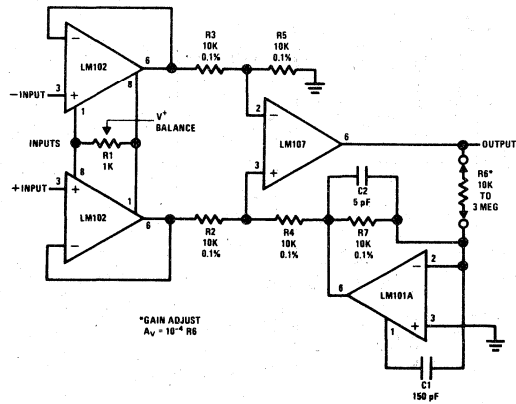 R3
10K
0.1%
R5
10K
0.1%
−
LM102
6
8
−INPUT
3
+
1
V+
BALANCE
INPUTS
R1
1K
2
−
LM107
6
OUTPUT
3
+
R6*
10K
TO
3 MEG
8
+INPUT
3
+
1
LM102
6
−
R2
10K
0.1%
R4
10K
0.1%
C2
5 pF
R7
10K
0.1%
6
−
2
LM101A
+
3
1
C1
150 pF
*GAIN ADJUST
AV = 10−4 R6